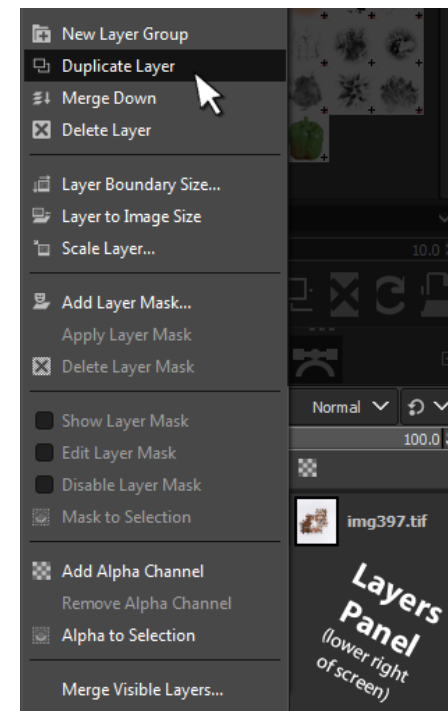 New Layer Group
Duplicate Layer
Merge Down
Delete Layer
Layer Boundary Size...
Layer to Image Size
Scale Layer...
Add Layer Mask...
Apply Layer Mask
Delete Layer Mask
Show Layer Mask
Edit Layer Mask
Disable Layer Mask
Mask to Selection
Add Alpha Channel
Remove Alpha Channel
Alpha to Selection
Merge Visible Layers...
10.0
Normal
100.0
img397.tif
Layers
Panel
(lower right
of screen)